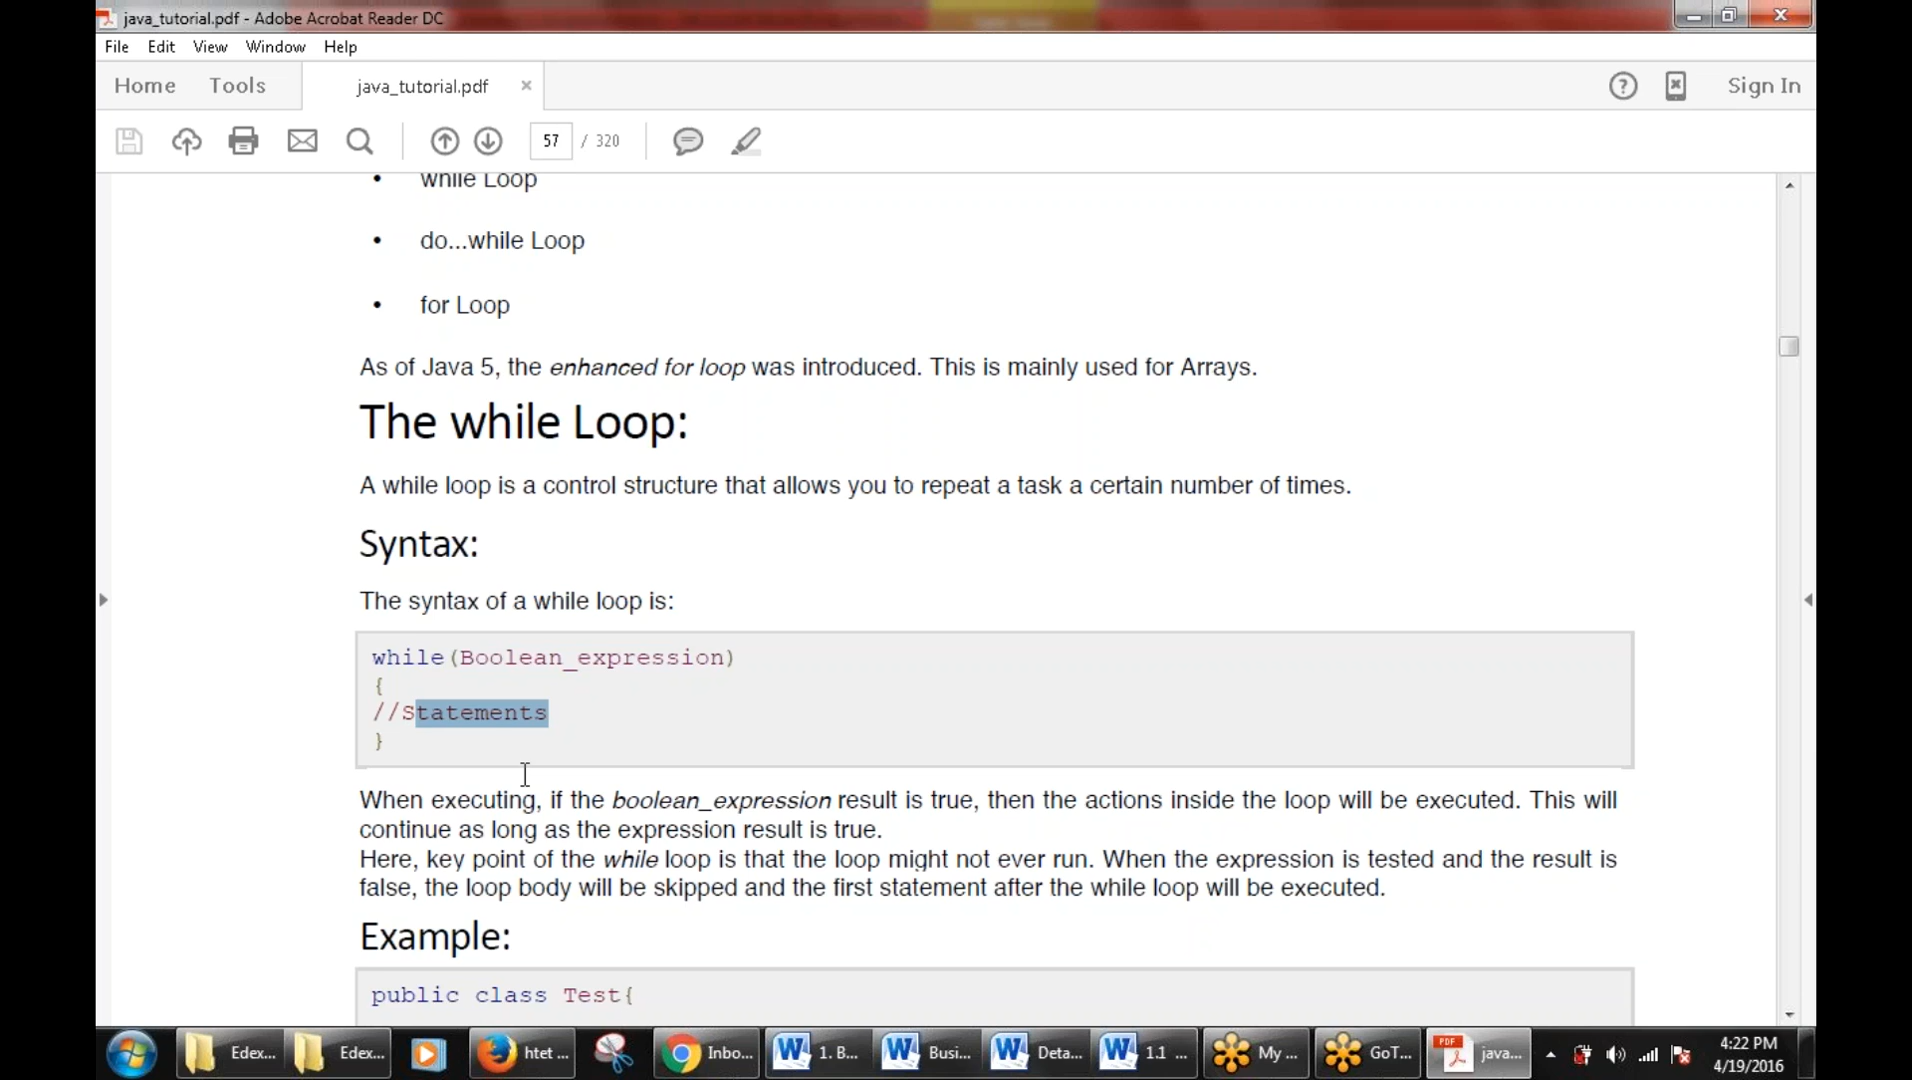 java_tutorial.pdf - Adobe Acrobat Reader DC
File Edit View Window Help
Home Tools java_tutorial.pdf × Sign In
57 / 320
• while Loop
• do...while Loop
• for Loop
As of Java 5, the enhanced for loop was introduced. This is mainly used for Arrays.
The while Loop:
A while loop is a control structure that allows you to repeat a task a certain number of times.
Syntax:
The syntax of a while loop is:
while(Boolean_expression)
{
//Statements
}
When executing, if the boolean_expression result is true, then the actions inside the loop will be executed. This will
continue as long as the expression result is true.
Here, key point of the while loop is that the loop might not ever run. When the expression is tested and the result is
false, the loop body will be skipped and the first statement after the while loop will be executed.
Example:
public class Test{
Edex... Edex... htet ... Inbo... 1. B... Busi... Deta... 1.1 ... My ... GoT... java... 4:22 PM
4/19/2016